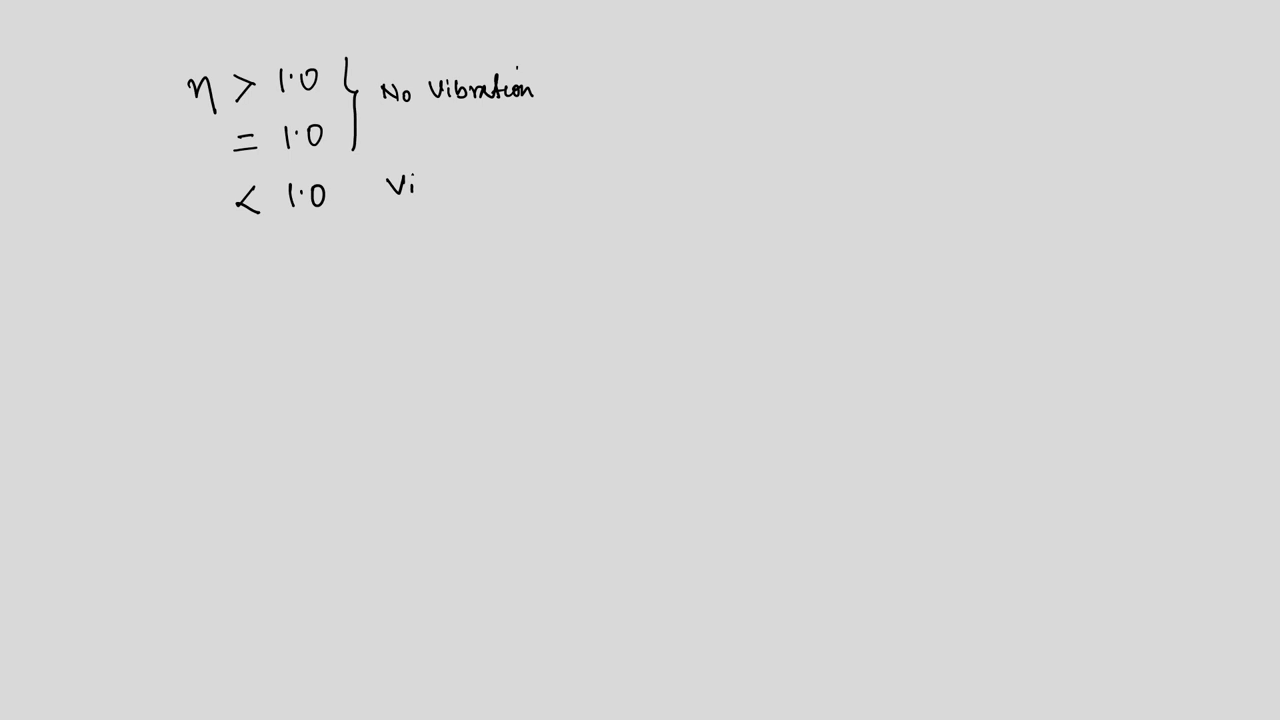 η > 1.0 } No Vibration
= 1.0
< 1.0 Vi